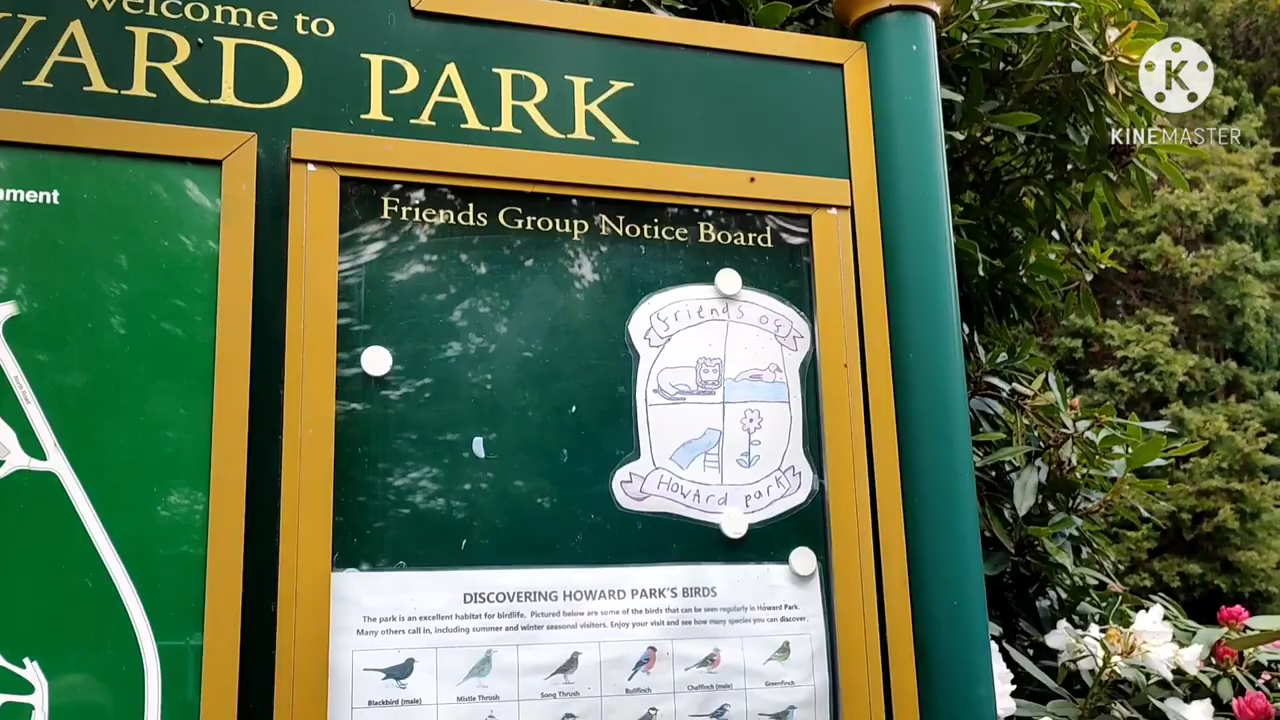 welcome to
WARD PARK
nment
Friends Group Notice Board
friends of
Howard park
DISCOVERING HOWARD PARK'S BIRDS
The park is an excellent habitat for birdlife. Pictured below are some of the birds that can be seen regularly in Howard Park.
Many others call in, including summer and winter seasonal visitors. Enjoy your visit and see how many species you can discover.
Blackbird (male) Mistle Thrush Song Thrush Bullfinch Chaffinch (male) Greenfinch
K
KINEMASTER